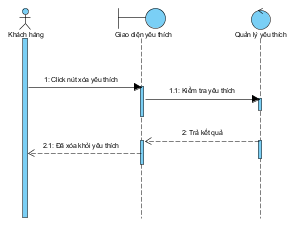 Khách hàng
Giao diện yêu thích
Quản lý yêu thích
1: Click nút xóa yêu thích
1.1: Kiểm tra yêu thích
2: Trả kết quả
2.1: Đã xóa khỏi yêu thích